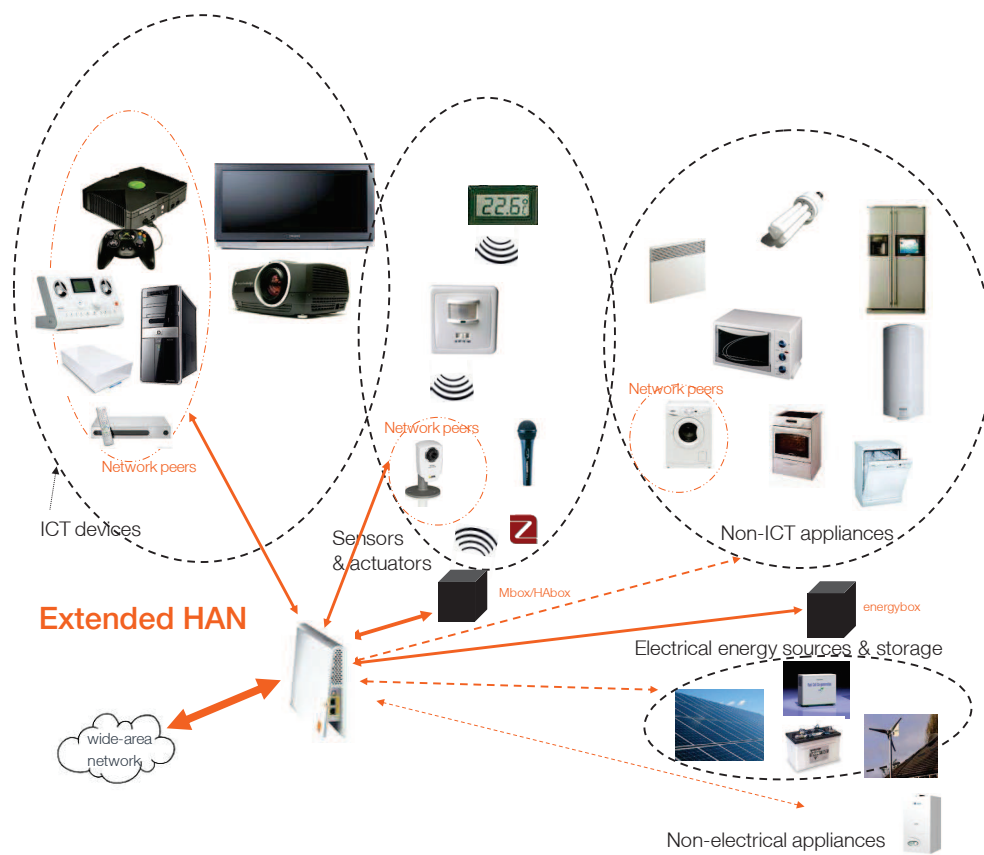 22.6°c
Network peers
Network peers
Network peers
ICT devices
Sensors
& actuators
Non-ICT appliances
Mbox/HAbox
energybox
Extended HAN
Electrical energy sources & storage
wide-area
network
Non-electrical appliances